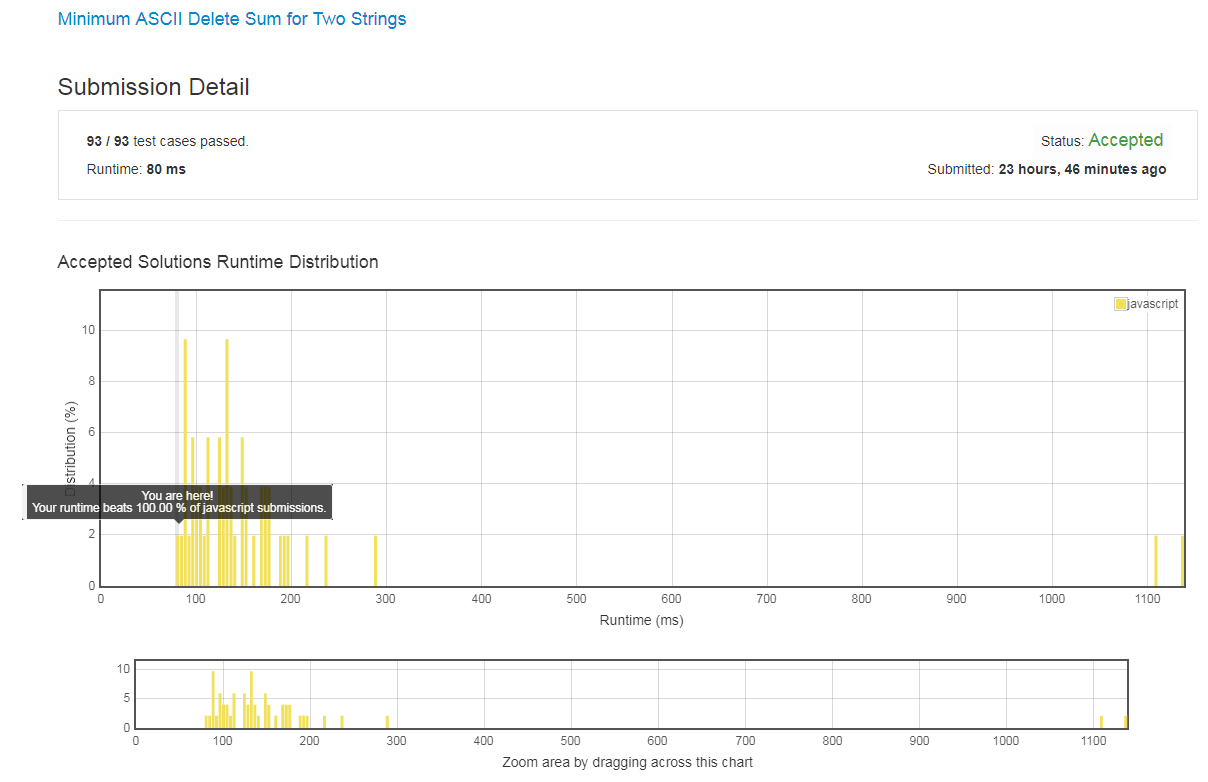 Minimum ASCII Delete Sum for Two Strings
Submission Detail
93 / 93 test cases passed.
Status: Accepted
Runtime: 80 ms
Submitted: 23 hours, 46 minutes ago
Accepted Solutions Runtime Distribution
javascript
10
8
6
4
2
0
Distribution (%)
You are here!
Your runtime beats 100.00 % of javascript submissions.
0 100 200 300 400 500 600 700 800 900 1000 1100
Runtime (ms)
10
5
0
0 100 200 300 400 500 600 700 800 900 1000 1100
Zoom area by dragging across this chart